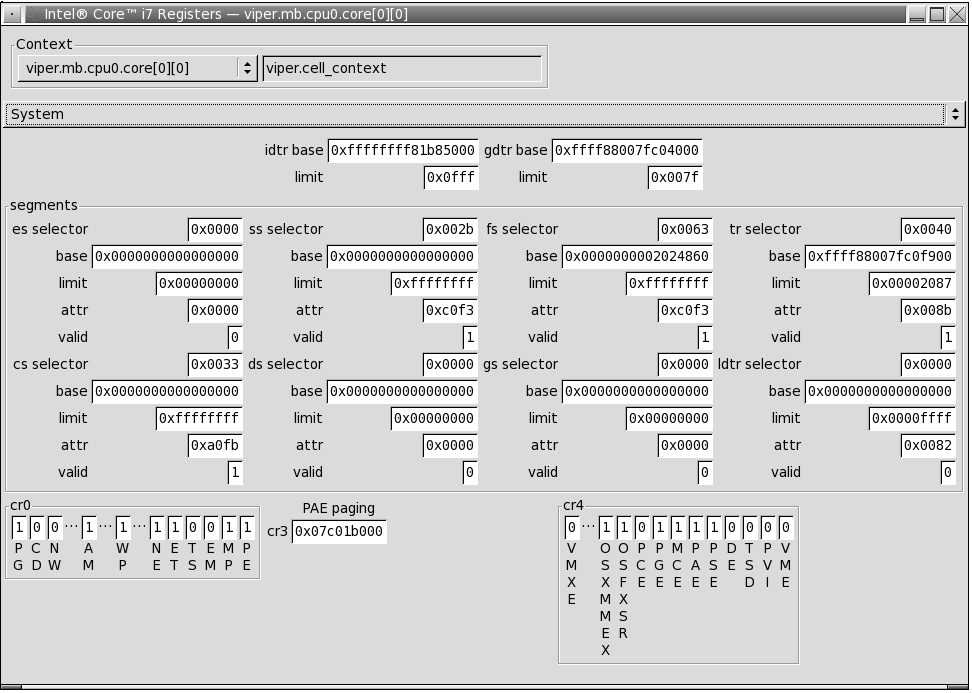 Intel® Core™ i7 Registers — viper.mb.cpu0.core[0][0]
Context
viper.mb.cpu0.core[0][0] viper.cell_context
System
idtr base 0xffffffff81b85000 gdtr base 0xffff88007fc04000
limit 0x0fff limit 0x007f
segments
es selector 0x0000 ss selector 0x002b fs selector 0x0063 tr selector 0x0040
base 0x0000000000000000 base 0x0000000000000000 base 0x0000000002024860 base 0xffff88007fc0f900
limit 0x00000000 limit 0xffffffff limit 0xffffffff limit 0x00002087
attr 0x0000 attr 0xc0f3 attr 0xc0f3 attr 0x008b
valid 0 valid 1 valid 1 valid 1
cs selector 0x0033 ds selector 0x0000 gs selector 0x0000 ldtr selector 0x0000
base 0x0000000000000000 base 0x0000000000000000 base 0x0000000000000000 base 0x0000000000000000
limit 0xffffffff limit 0x00000000 limit 0x00000000 limit 0x0000ffff
attr 0xa0fb attr 0x0000 attr 0x0000 attr 0x0082
valid 1 valid 0 valid 0 valid 0
cr0
1 0 0 ··· 1 ··· 1 ··· 1 1 0 0 1 1
PG CD NW AM WP NE ET TS EM MP PE
PAE paging
cr3 0x07c01b000
cr4
0 ··· 1 1 0 1 1 1 1 0 0 0 0
VMXE OSXMMEX OSFXSR PCE PGE MCE PAE PSE DE TSD PVI VME